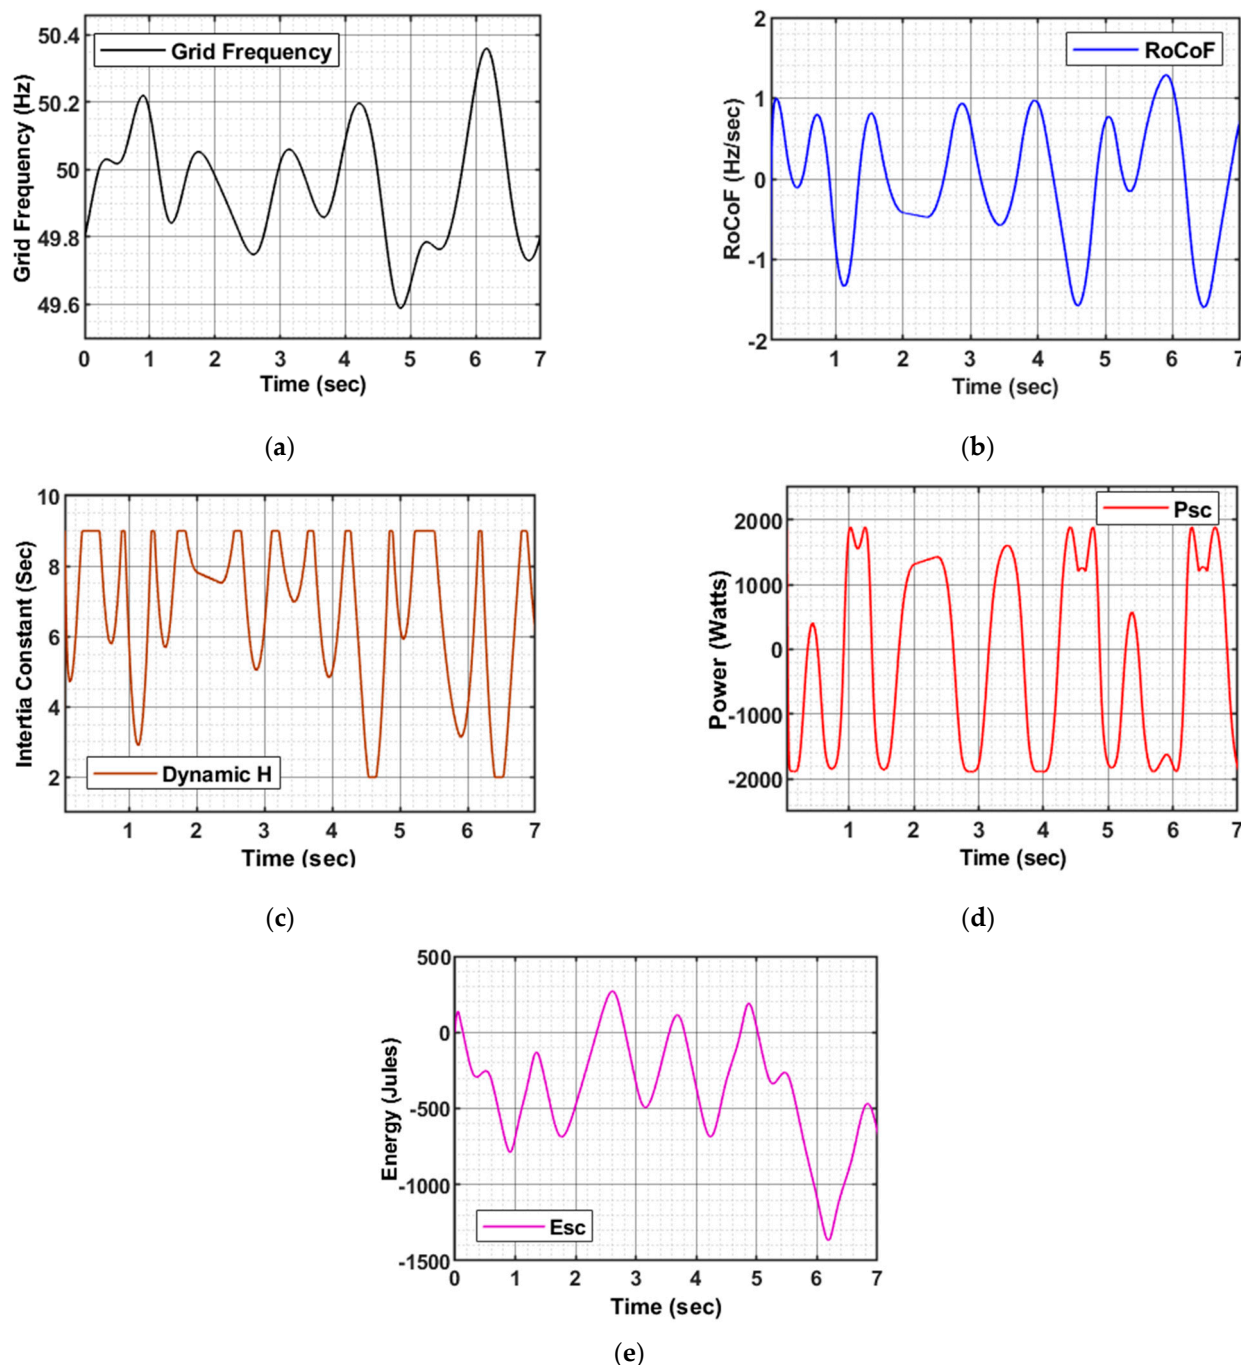 50.4
50.2
50
49.8
49.6
Grid Frequency (Hz)
Grid Frequency
0 1 2 3 4 5 6 7
Time (sec)
(a)
2
1
0
-1
-2
RoCoF (Hz/sec)
RoCoF
1 2 3 4 5 6 7
Time (sec)
(b)
10
8
6
4
2
Intertia Constant (Sec)
Dynamic H
1 2 3 4 5 6 7
Time (sec)
(c)
2000
1000
0
-1000
-2000
Power (Watts)
Psc
1 2 3 4 5 6 7
Time (sec)
(d)
500
0
-500
-1000
-1500
Energy (Jules)
Esc
0 1 2 3 4 5 6 7
Time (sec)
(e)